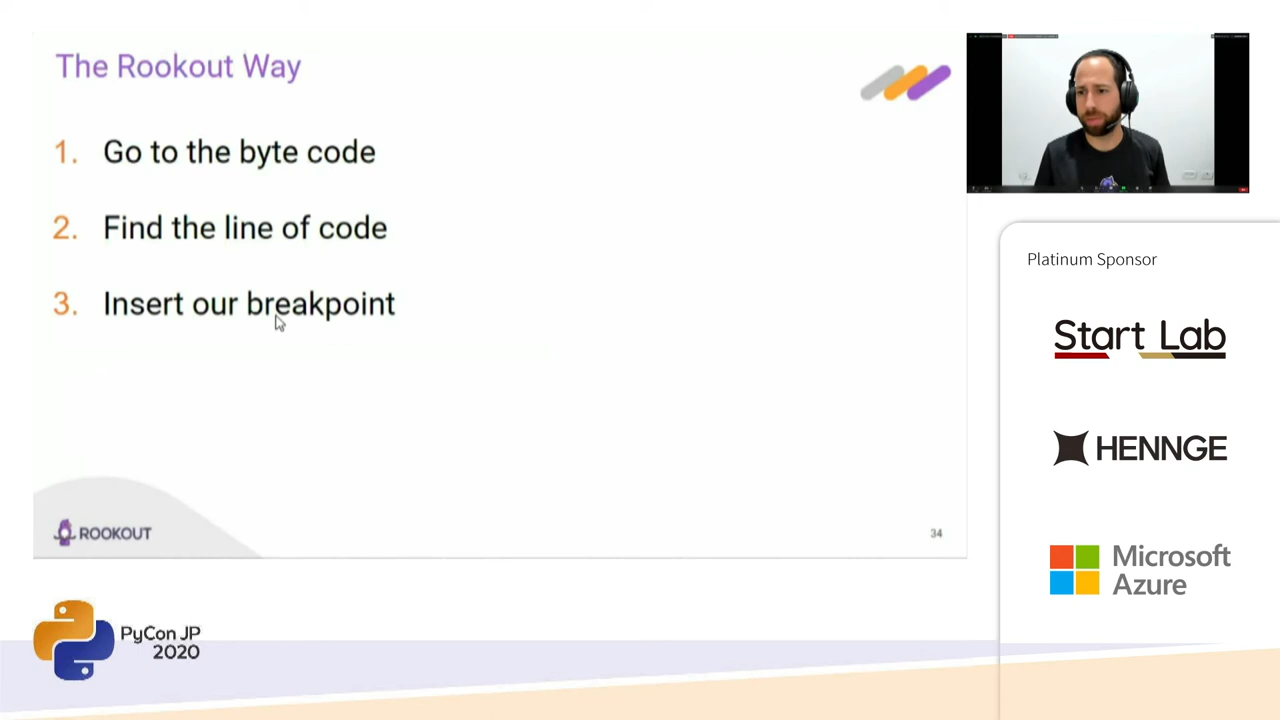 The Rookout Way
1. Go to the byte code
2. Find the line of code
3. Insert our breakpoint
ROOKOUT
34
Platinum Sponsor
Start Lab
HENNGE
Microsoft
Azure
PyCon JP
2020